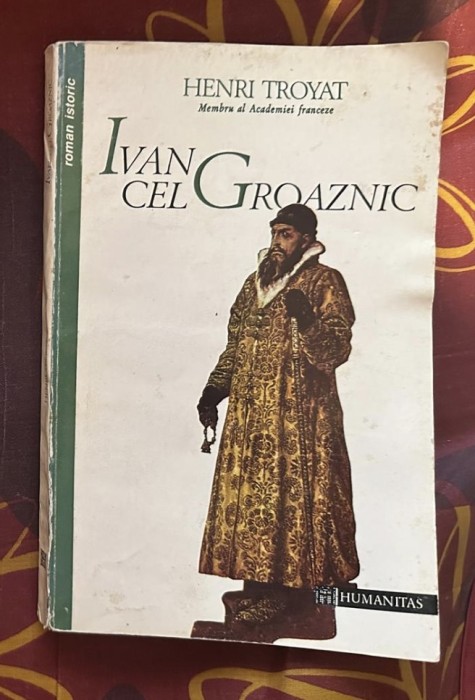 roman istoric
HENRI TROYAT
Membru al Academiei franceze
IVAN
CEL GROAZNIC
HUMANITAS